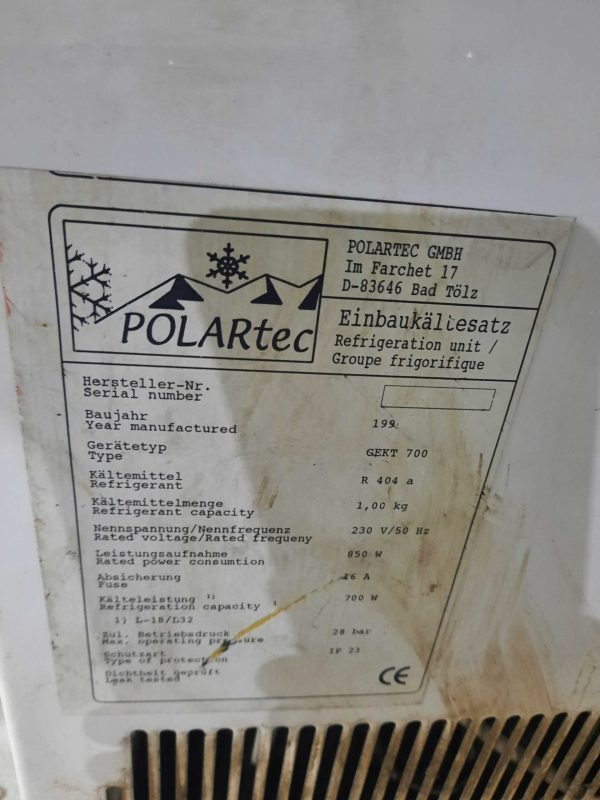 POLARtec
POLARTEC GMBH
Im Farchet 17
D-83646 Bad Tölz
Einbaukältesatz
Refrigeration unit /
Groupe frigorifique
Hersteller-Nr.
Serial number
Baujahr
Year manufactured 199
Gerätetyp
Type GEKT 700
Kältemittel
Refrigerant R 404 a
Kältemittelmenge
Refrigerant capacity 1,00 kg
Nennspannung/Nennfrequenz
Rated voltage/Rated frequeny 230 V/50 Hz
Leistungsaufnahme
Rated power consumtion 850 W
Absicherung
Fuse 16 A
Kälteleistung 1)
Refrigeration capacity 700 W
1) L-18/L32
Zul. Betriebsdruck
Max. operating pressure 28 bar
Schutzart
Type of protection IP 23
Dichtheit geprüft
Leak tested
CE